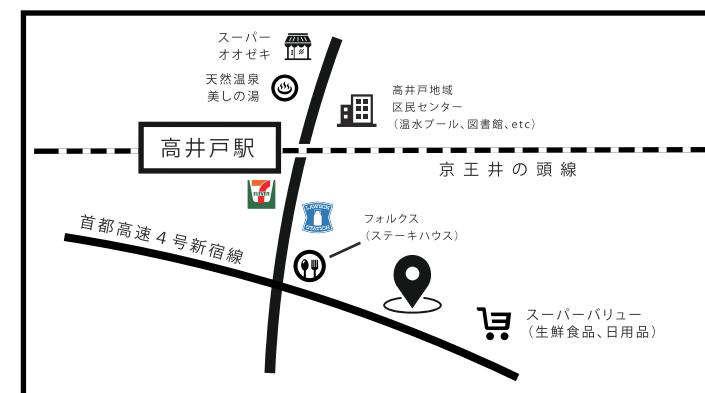 スーパー
オオゼキ
天然温泉
美しの湯
高井戸地域
区民センター
（温水プール、図書館、etc）
高井戸駅
京王井の頭線
7
ELEVEN
LAWSON
STATION
首都高速4号新宿線
フォルクス
（ステーキハウス）
スーパーバリュー
（生鮮食品、日用品）